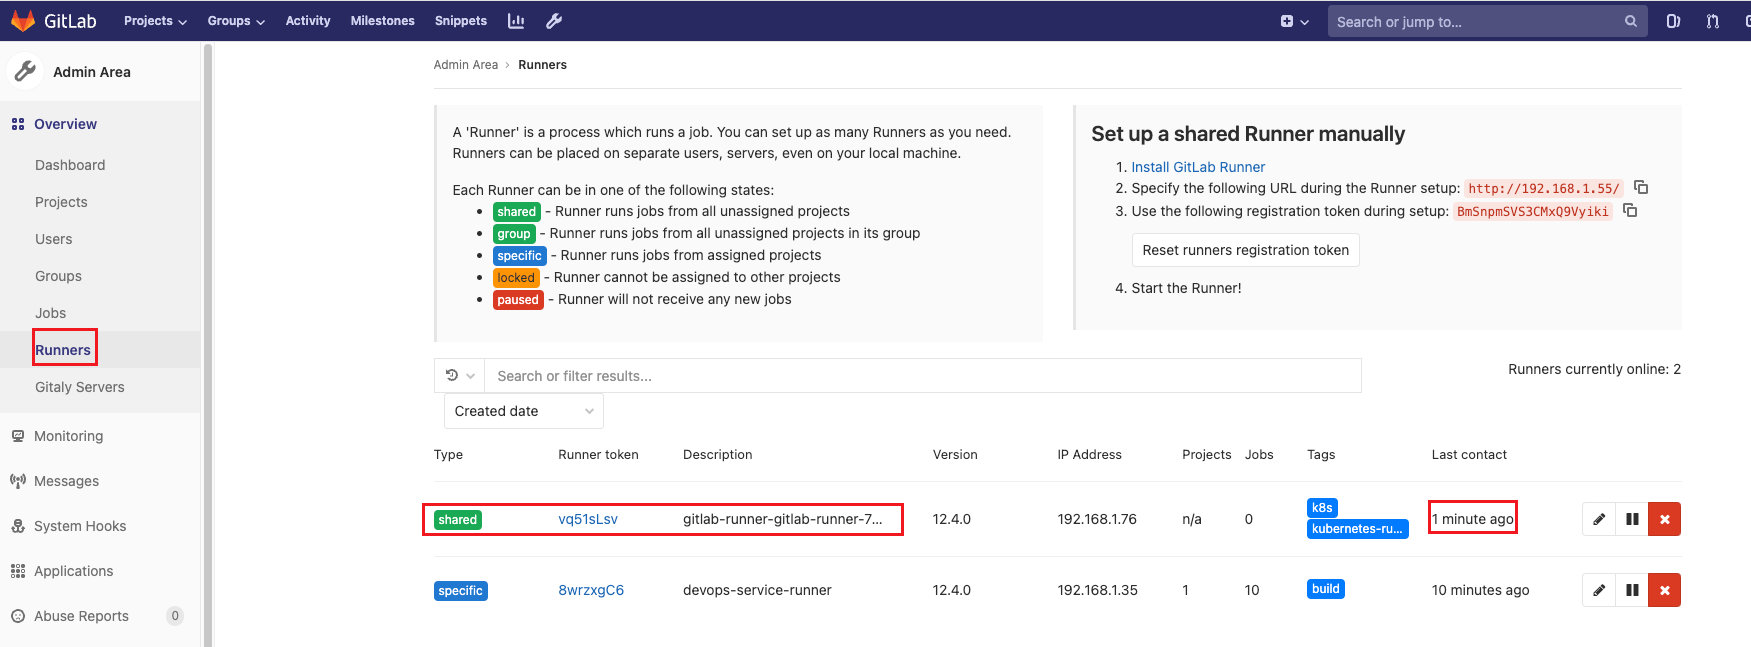 GitLab Projects Groups Activity Milestones Snippets Search or jump to...
Admin Area
Overview
Dashboard
Projects
Users
Groups
Jobs
Runners
Gitaly Servers
Monitoring
Messages
System Hooks
Applications
Abuse Reports 0
Admin Area › Runners
A 'Runner' is a process which runs a job. You can set up as many Runners as you need.
Runners can be placed on separate users, servers, even on your local machine.
Each Runner can be in one of the following states:
• shared - Runner runs jobs from all unassigned projects
• group - Runner runs jobs from all unassigned projects in its group
• specific - Runner runs jobs from assigned projects
• locked - Runner cannot be assigned to other projects
• paused - Runner will not receive any new jobs
Set up a shared Runner manually
1. Install GitLab Runner
2. Specify the following URL during the Runner setup: http://192.168.1.55/
3. Use the following registration token during setup: BmSnpmSVS3CMxQ9Vyiki
Reset runners registration token
4. Start the Runner!
Search or filter results...
Runners currently online: 2
Created date
Type Runner token Description Version IP Address Projects Jobs Tags Last contact
shared vq51sLsv gitlab-runner-gitlab-runner-7... 12.4.0 192.168.1.76 n/a 0 k8s kubernetes-ru... 1 minute ago
specific 8wrzxgC6 devops-service-runner 12.4.0 192.168.1.35 1 10 build 10 minutes ago